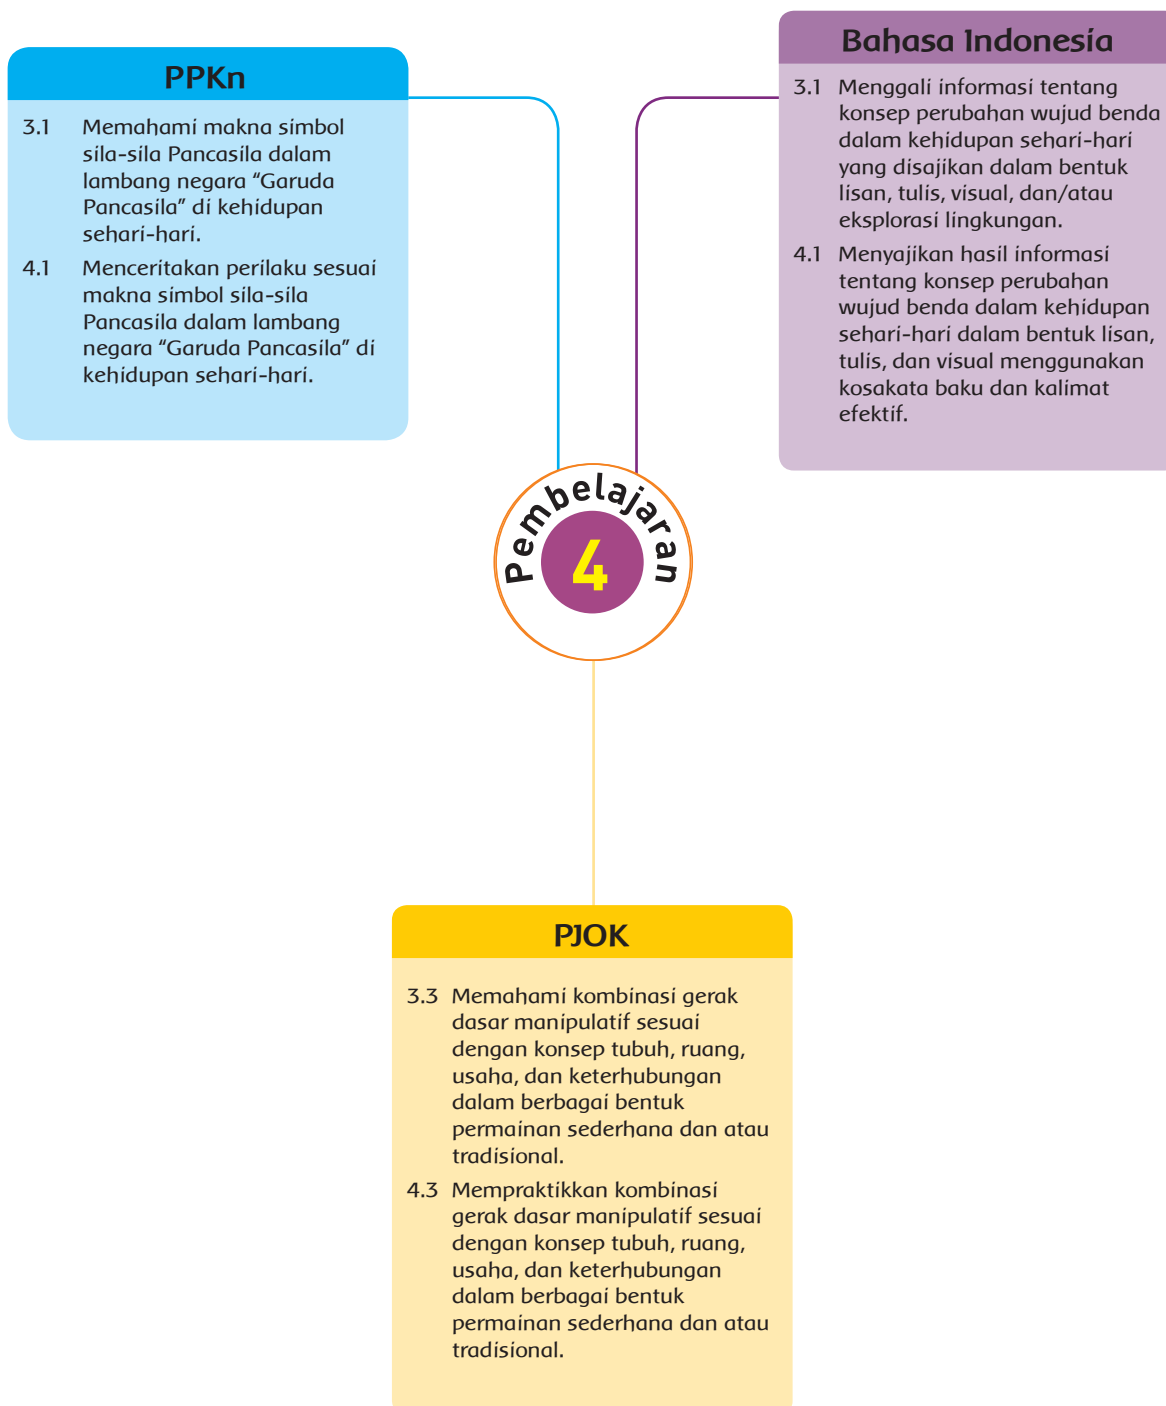 PPKn
3.1 Memahami makna simbol
sila-sila Pancasila dalam
lambang negara “Garuda
Pancasila” di kehidupan
sehari-hari.
4.1 Menceritakan perilaku sesuai
makna simbol sila-sila
Pancasila dalam lambang
negara “Garuda Pancasila” di
kehidupan sehari-hari.
Bahasa Indonesia
3.1 Menggali informasi tentang
konsep perubahan wujud benda
dalam kehidupan sehari-hari
yang disajikan dalam bentuk
lisan, tulis, visual, dan/atau
eksplorasi lingkungan.
4.1 Menyajikan hasil informasi
tentang konsep perubahan
wujud benda dalam kehidupan
sehari-hari dalam bentuk lisan,
tulis, dan visual menggunakan
kosakata baku dan kalimat
efektif.
Pembelajaran
4
PJOK
3.3 Memahami kombinasi gerak
dasar manipulatif sesuai
dengan konsep tubuh, ruang,
usaha, dan keterhubungan
dalam berbagai bentuk
permainan sederhana dan atau
tradisional.
4.3 Mempraktikkan kombinasi
gerak dasar manipulatif sesuai
dengan konsep tubuh, ruang,
usaha, dan keterhubungan
dalam berbagai bentuk
permainan sederhana dan atau
tradisional.